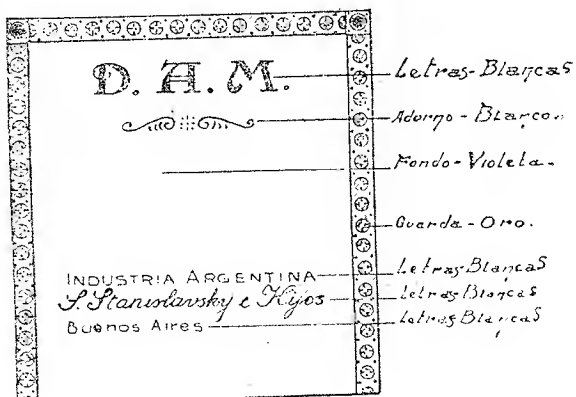 D. A. M. Letras-Blancas
Adorno - Blanco.
Fondo-Violeta-
Guarda-Oro.
INDUSTRIA ARGENTINA Letras Blancas
S. Stanislavsky e Hijos letras Blancas
Buenos Aires Letras Blancas